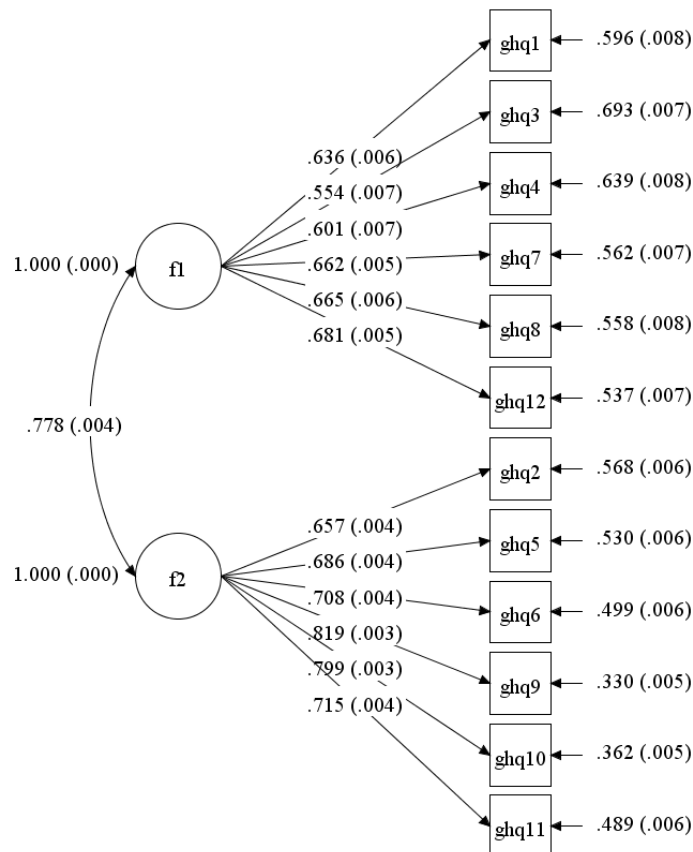 ghq1
.596 (.008)
ghq3
.693 (.007)
.636 (.006)
.554 (.007)
ghq4
.639 (.008)
.601 (.007)
1.000 (.000)
f1
.662 (.005)
ghq7
.562 (.007)
.665 (.006)
ghq8
.558 (.008)
.681 (.005)
ghq12
.537 (.007)
.778 (.004)
ghq2
.568 (.006)
.657 (.004)
ghq5
.530 (.006)
.686 (.004)
1.000 (.000)
f2
.708 (.004)
ghq6
.499 (.006)
.819 (.003)
.799 (.003)
ghq9
.330 (.005)
.715 (.004)
ghq10
.362 (.005)
ghq11
.489 (.006)